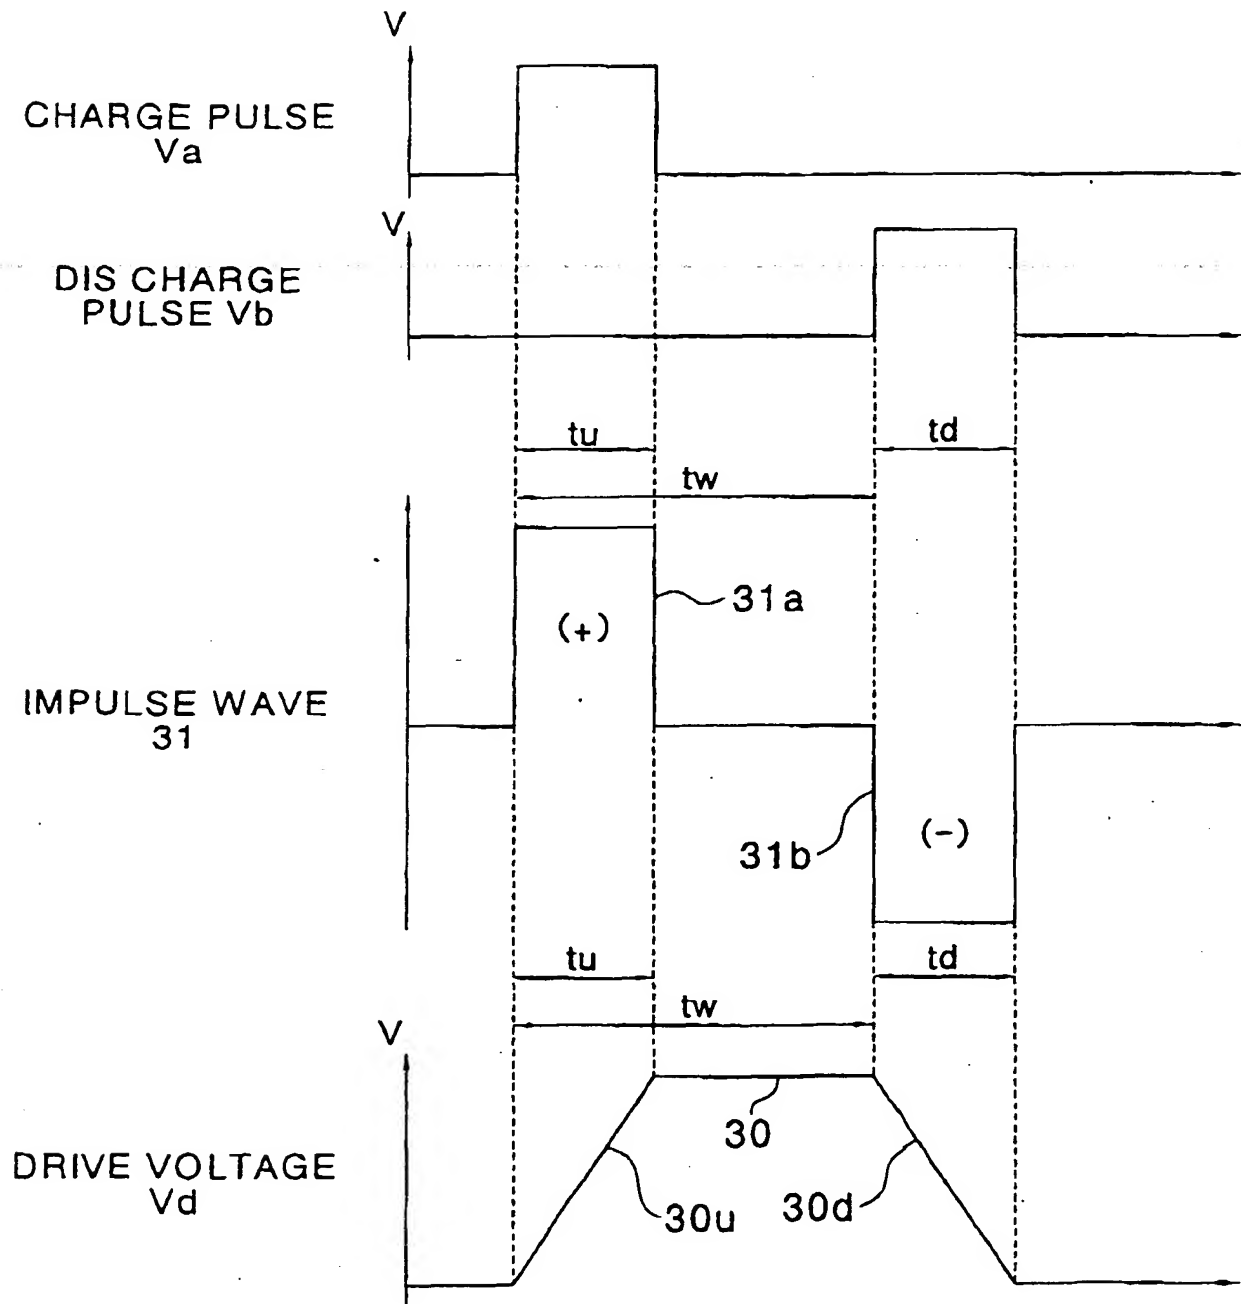 V
CHARGE PULSE
Va
V
DIS CHARGE
PULSE Vb
tu
td
tw
31a
(+)
IMPULSE WAVE
31
31b
(-)
tu
td
tw
V
30
DRIVE VOLTAGE
Vd
30u
30d